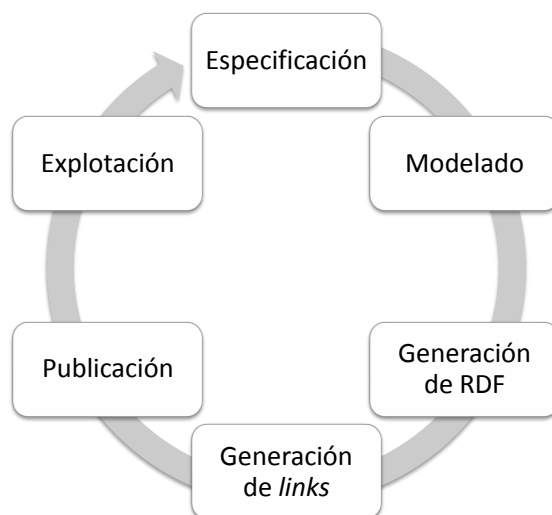 Especificación
Modelado
Generación
de RDF
Generación
de links
Publicación
Explotación